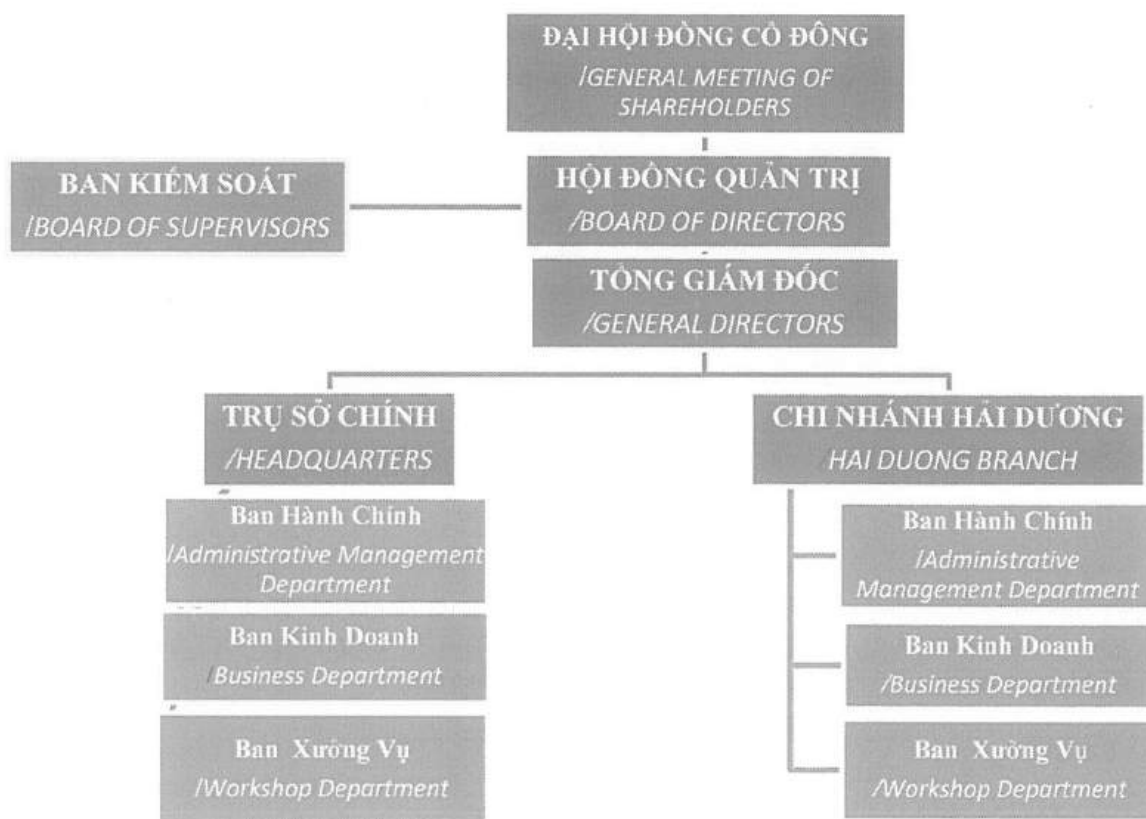 ĐẠI HỘI ĐỒNG CỔ ĐÔNG
/GENERAL MEETING OF
SHAREHOLDERS
BAN KIỂM SOÁT
/BOARD OF SUPERVISORS
HỘI ĐỒNG QUẢN TRỊ
/BOARD OF DIRECTORS
TỔNG GIÁM ĐỐC
/GENERAL DIRECTORS
TRỤ SỞ CHÍNH
/HEADQUARTERS
Ban Hành Chính
/Administrative Management
Department
Ban Kinh Doanh
/Business Department
Ban Xưởng Vụ
/Workshop Department
CHI NHÁNH HẢI DƯƠNG
/HAI DUONG BRANCH
Ban Hành Chính
/Administrative
Management Department
Ban Kinh Doanh
/Business Department
Ban Xưởng Vụ
/Workshop Department